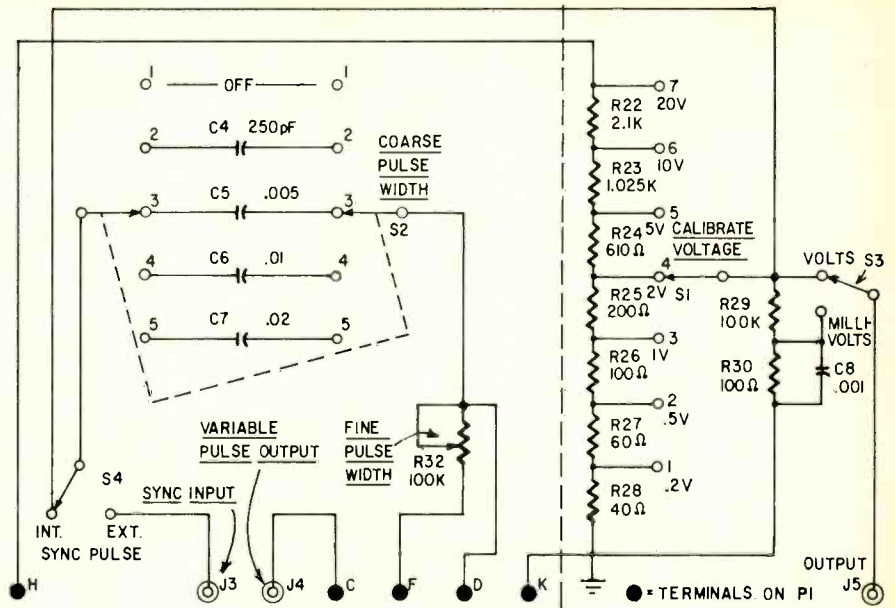 1 OFF 1
2 C4 250pF 2
COARSE
PULSE
WIDTH
3 C5 .005 3
S2
4 C6 .01 4
5 C7 .02 5
S4
INT. EXT.
SYNC PULSE
SYNC INPUT
VARIABLE
PULSE OUTPUT
FINE
PULSE
WIDTH
R32
100K
H
J3
J4
C
F
D
K
7
20V
R22
2.1K
6
10V
R23
1.025K
5
5V
R24
610Ω
CALIBRATE
VOLTAGE
4
2V
S1
R25
200Ω
3
1V
R26
100Ω
2
.5V
R27
60Ω
1
.2V
R28
40Ω
VOLTS S3
R29
100K
MILLI-
VOLTS
R30
100Ω
C8
.001
OUTPUT
J5
= TERMINALS ON P1